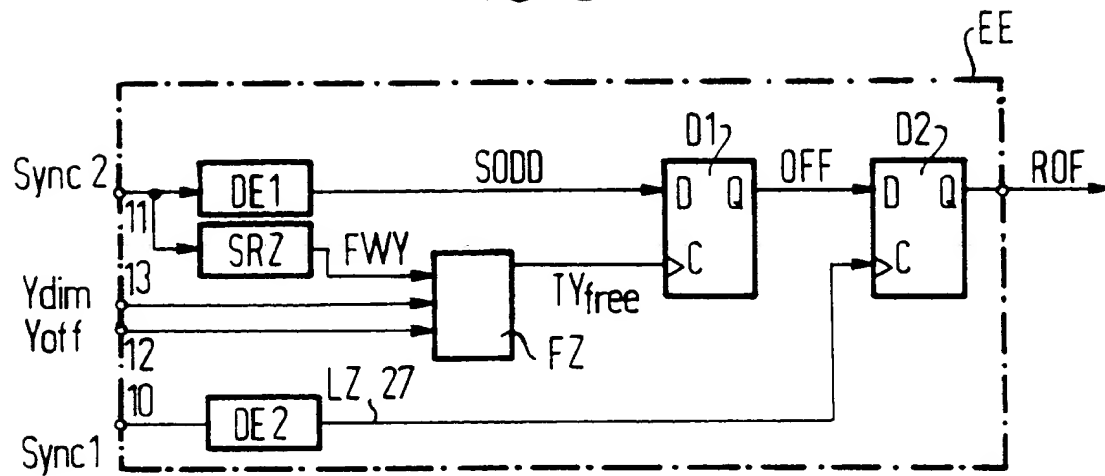 EE
D1
D2
Sync 2
DE1
SODD
D Q
OFF
D Q
ROF
11
SRZ
FWY
C
C
13
Ydim
TYfree
Yoff
12
FZ
10
LZ 27
DE2
Sync1